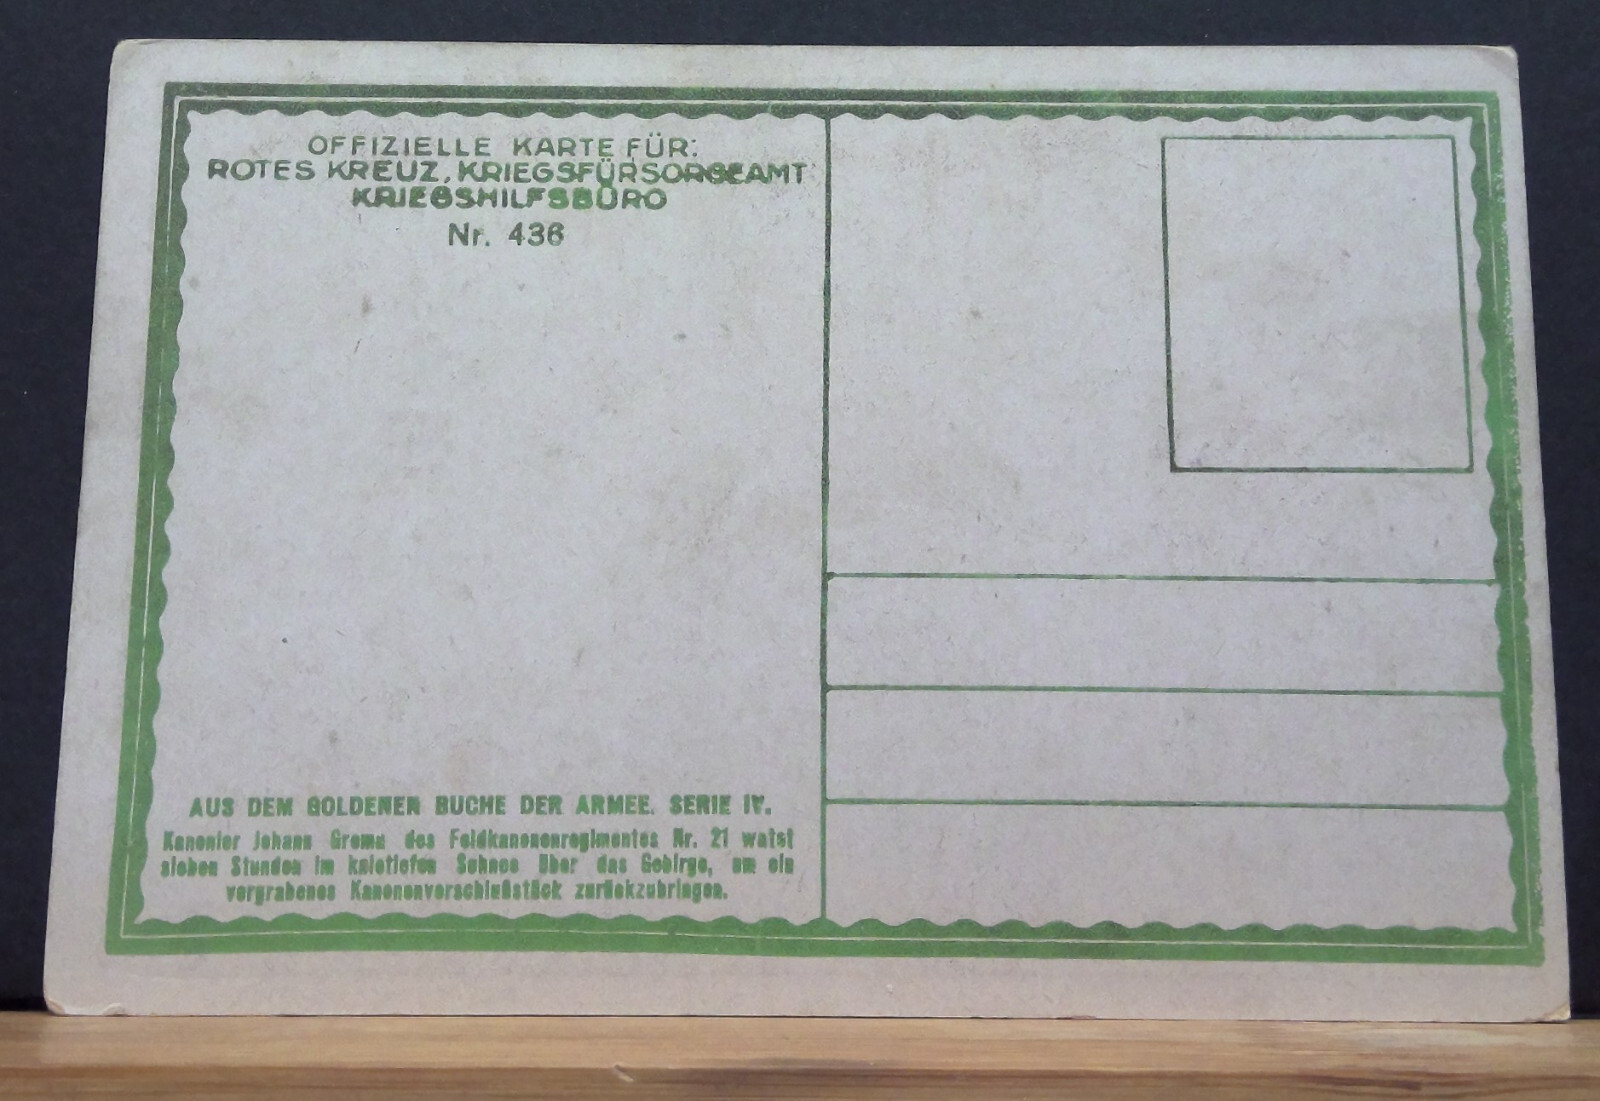 OFFIZIELLE KARTE FÜR:
ROTES KREUZ, KRIEGSFÜRSORGEAMT
KRIEGSHILFSBÜRO
Nr. 436
AUS DEM GOLDENEN BUCHE DER ARMEE. SERIE IV.
Kanonier Johann Groma des Feldkanonenregimentes Nr. 21 watet
sieben Stunden im knietiefen Schnee über das Gebirge, um ein
vergrabenes Kanonenverschlußstück zurückzubringen.